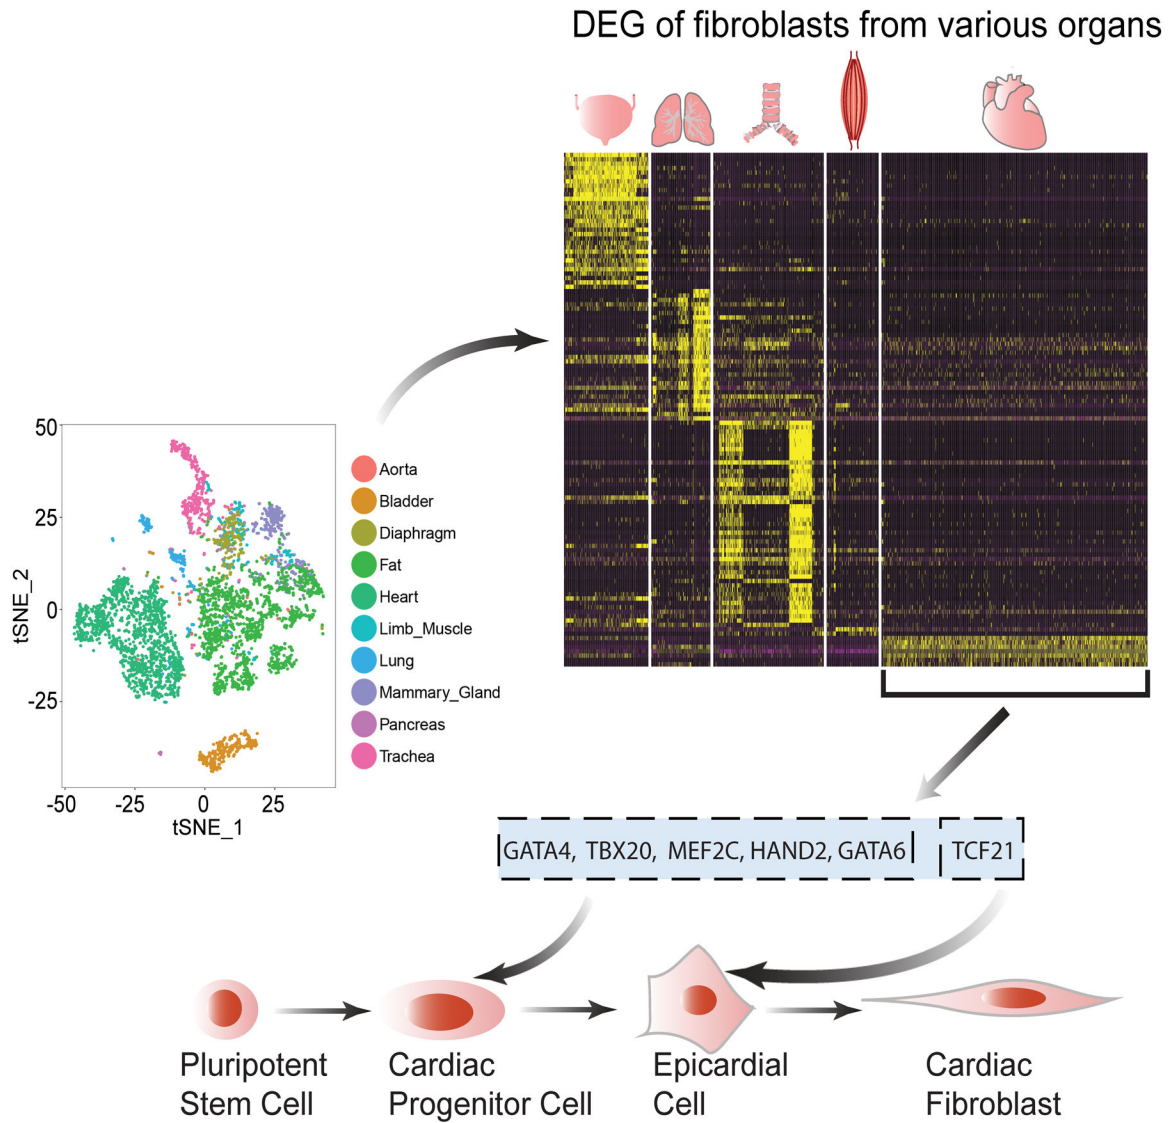 DEG of fibroblasts from various organs
50
25
0
-25
tSNE_2
-50
-25
0
25
tSNE_1
Aorta
Bladder
Diaphragm
Fat
Heart
Limb_Muscle
Lung
Mammary_Gland
Pancreas
Trachea
GATA4, TBX20, MEF2C, HAND2, GATA6
TCF21
Pluripotent
Stem Cell
Cardiac
Progenitor Cell
Epicardial
Cell
Cardiac
Fibroblast